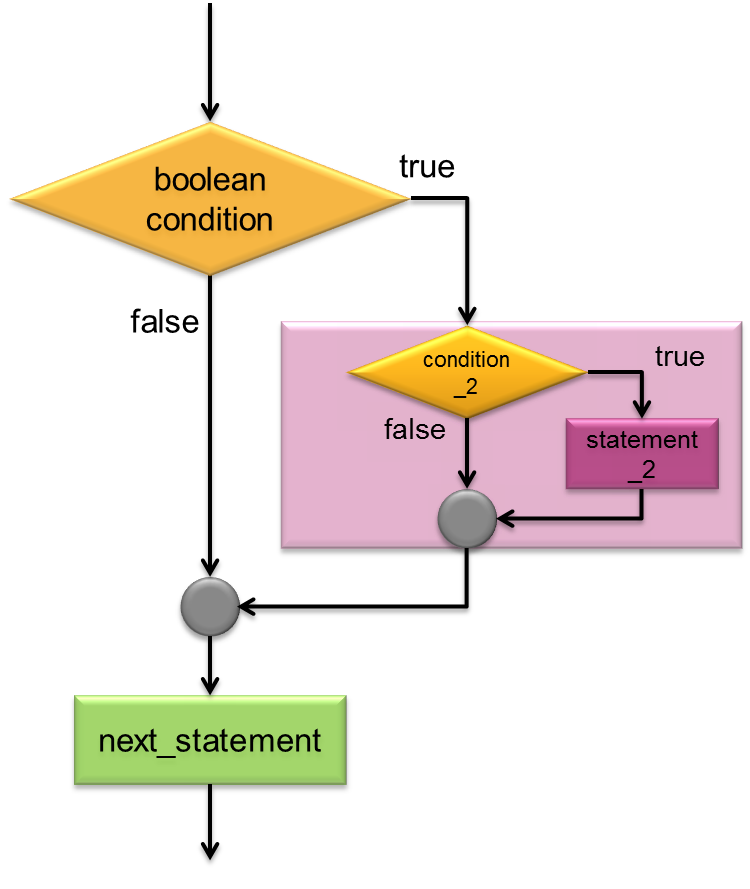 boolean
condition
true
false
condition
_2
true
false
statement
_2
next_statement